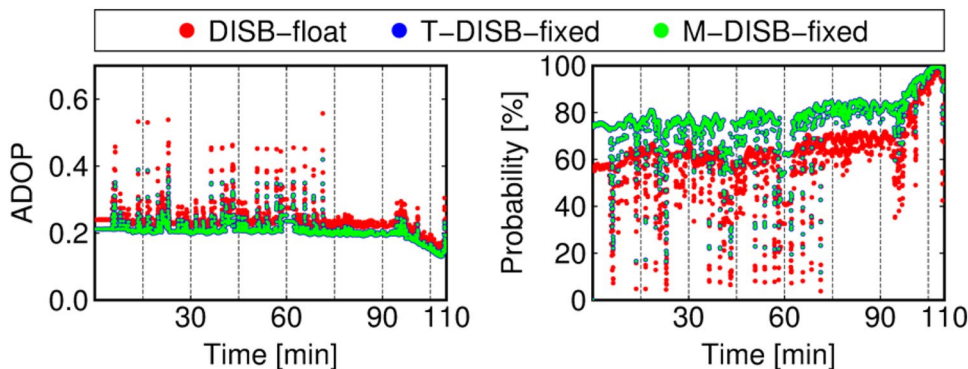 DISB-float T-DISB-fixed M-DISB-fixed
ADOP
0.6
0.4
0.2
0.0
30 60 90 110
Time [min]
Probability [%]
100
80
60
40
20
0
30 60 90 110
Time [min]